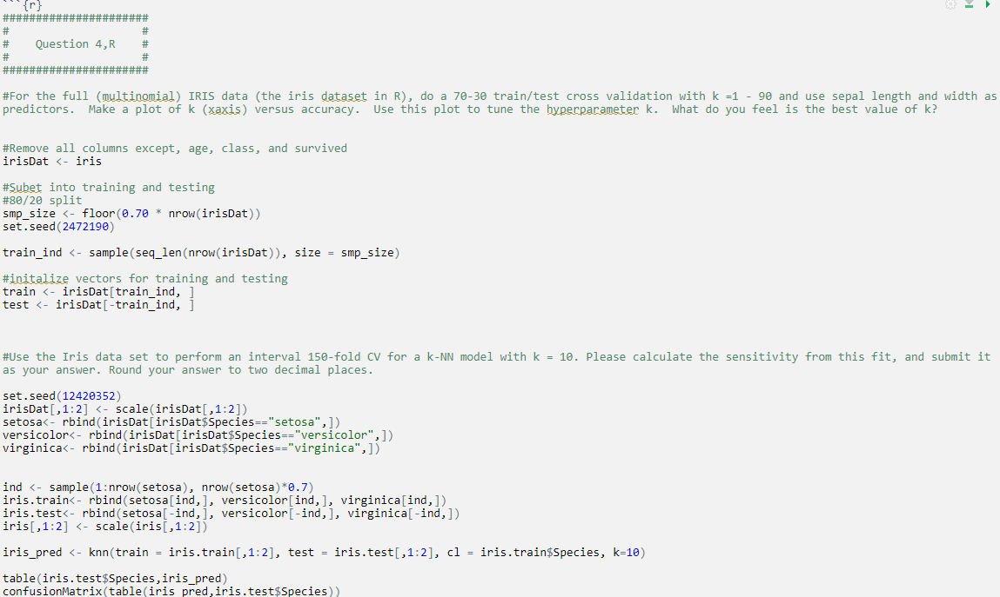 ```{r}
######################
#                    #
#    Question 4,R    #
#                    #
######################
#For the full (multinomial) IRIS data (the iris dataset in R), do a 70-30 train/test cross validation with k =1 - 90 and use sepal length and width as
predictors.  Make a plot of k (xaxis) versus accuracy.  Use this plot to tune the hyperparameter k.  What do you feel is the best value of k?
#Remove all columns except, age, class, and survived
irisDat <- iris
#Subet into training and testing
#80/20 split
smp_size <- floor(0.70 * nrow(irisDat))
set.seed(2472190)
train_ind <- sample(seq_len(nrow(irisDat)), size = smp_size)
#initalize vectors for training and testing
train <- irisDat[train_ind, ]
test <- irisDat[-train_ind, ]
#Use the Iris data set to perform an interval 150-fold CV for a k-NN model with k = 10. Please calculate the sensitivity from this fit, and submit it
as your answer. Round your answer to two decimal places.
set.seed(12420352)
irisDat[,1:2] <- scale(irisDat[,1:2])
setosa<- rbind(irisDat[irisDat$Species=="setosa",])
versicolor<- rbind(irisDat[irisDat$Species=="versicolor",])
virginica<- rbind(irisDat[irisDat$Species=="virginica",])
ind <- sample(1:nrow(setosa), nrow(setosa)*0.7)
iris.train<- rbind(setosa[ind,], versicolor[ind,], virginica[ind,])
iris.test<- rbind(setosa[-ind,], versicolor[-ind,], virginica[-ind,])
iris[,1:2] <- scale(iris[,1:2])
iris_pred <- knn(train = iris.train[,1:2], test = iris.test[,1:2], cl = iris.train$Species, k=10)
table(iris.test$Species,iris_pred)
confusionMatrix(table(iris_pred,iris.test$Species))